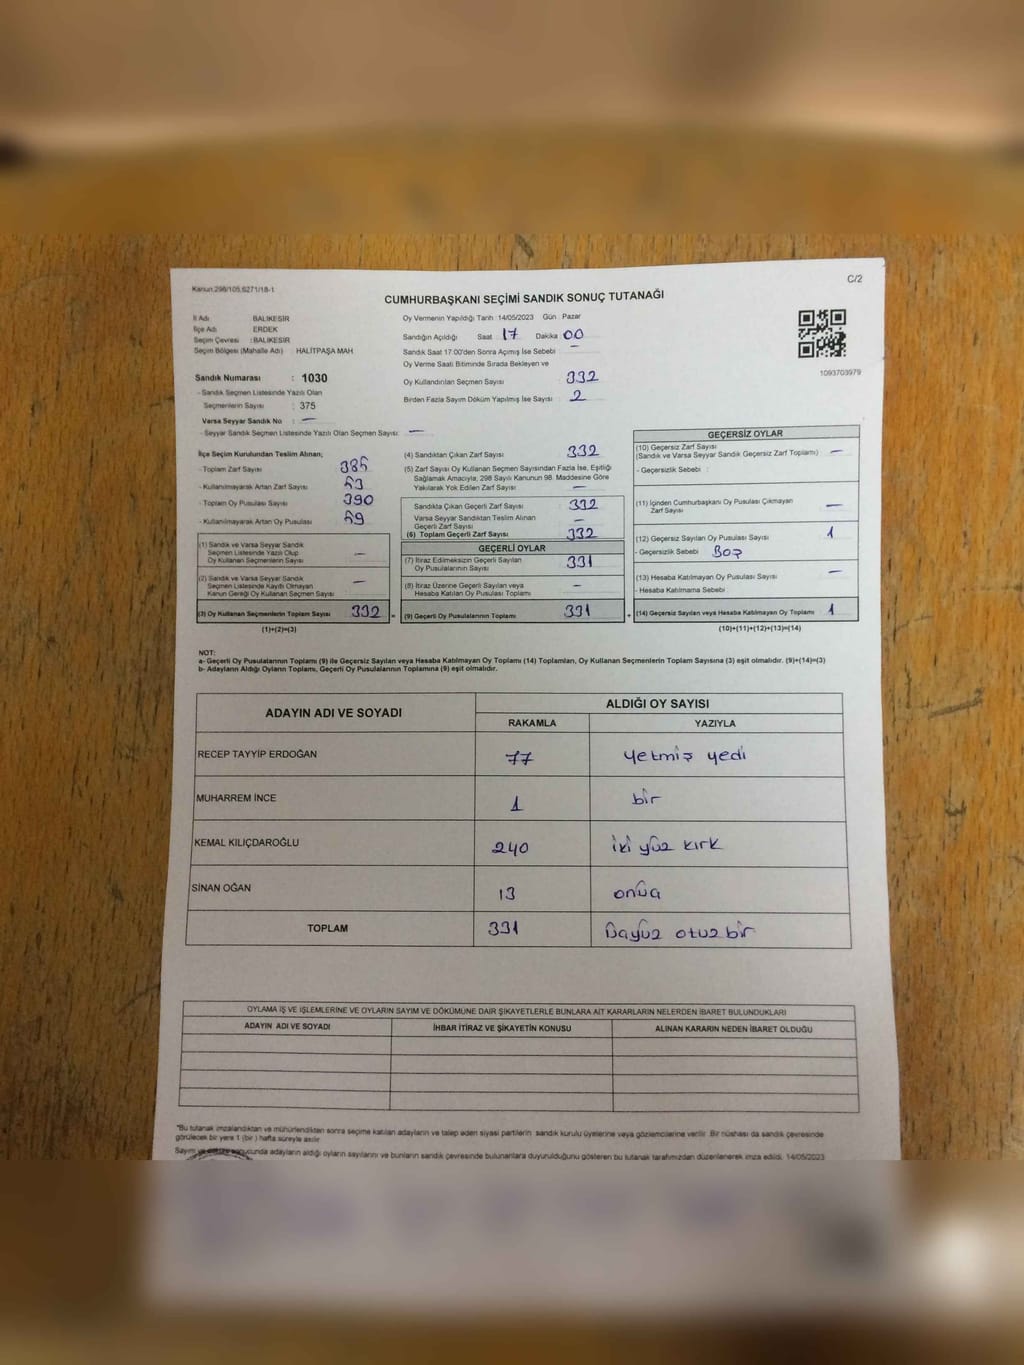 Kanun.298/105,6271/18-1
C/2
CUMHURBAŞKANI SEÇİMİ SANDIK SONUÇ TUTANAĞI
İl Adı BALIKESİR
İlçe Adı ERDEK
Seçim Çevresi :BALIKESİR
Seçim Bölgesi (Mahalle Adı) HALİTPAŞA MAH
Sandık Numarası : 1030
- Sandık Seçmen Listesinde Yazılı Olan
Seçmenlerin Sayısı : 375
Varsa Seyyar Sandık No : —
- Seyyar Sandık Seçmen Listesinde Yazılı Olan Seçmen Sayısı: —
Oy Vermenin Yapıldığı Tarih :14/05/2023 Gün : Pazar
Sandığın Açıldığı Saat 17 Dakika : 00
Sandık Saat 17.00'den Sonra Açımış İse Sebebi —
Oy Verme Saati Bitiminde Sırada Bekleyen ve
Oy Kullandırılan Seçmen Sayısı : 332
Birden Fazla Sayım Döküm Yapılmış İse Sayısı : 2
1093703979
İlçe Seçim Kurulundan Teslim Alınan;
- Toplam Zarf Sayısı
- Kullanılmayarak Artan Zarf Sayısı
- Toplam Oy Pusulası Sayısı 390
- Kullanılmayarak Artan Oy Pusulası
(1) Sandık ve Varsa Seyyar Sandık
Seçmen Listesinde Yazılı Olup
Oy Kullanan Seçmenlerin Sayısı —
(2) Sandık ve Varsa Seyyar Sandık
Seçmen Listesinde Kaydı Olmayan
Kanun Gereği Oy Kullanan Seçmen Sayısı —
(3) Oy Kullanan Seçmenlerin Toplam Sayısı 332 =
(1)+(2)=(3)
(4) Sandıktan Çıkan Zarf Sayısı 332
(5) Zarf Sayısı Oy Kullanan Seçmen Sayısından Fazla İse, Eşitliği
Sağlamak Amacıyla, 298 Sayılı Kanunun 98. Maddesine Göre
Yakılarak Yok Edilen Zarf Sayısı —
Sandıkta Çıkan Geçerli Zarf Sayısı 332
Varsa Seyyar Sandıktan Teslim Alınan
Geçerli Zarf Sayısı —
(6) Toplam Geçerli Zarf Sayısı 332
GEÇERLİ OYLAR
(7) İtiraz Edilmeksizin Geçerli Sayılan
Oy Pusulalarının Sayısı 331
(8) İtiraz Üzerine Geçerli Sayılan veya
Hesaba Katılan Oy Pusulası Toplamı —
(9) Geçerli Oy Pusulalarının Toplamı 331 +
GEÇERSİZ OYLAR
(10) Geçersiz Zarf Sayısı
(Sandık ve Varsa Seyyar Sandık Geçersiz Zarf Toplamı) —
- Geçersizlik Sebebi :
(11) İçinden Cumhurbaşkanı Oy Pusulası Çıkmayan
Zarf Sayısı —
(12) Geçersiz Sayılan Oy Pusulası Sayısı 1
- Geçersizlik Sebebi BOŞ
(13) Hesaba Katılmayan Oy Pusulası Sayısı —
- Hesaba Katılmama Sebebi
(14) Geçersiz Sayılan veya Hesaba Katılmayan Oy Toplamı 1
(10)+(11)+(12)+(13)=(14)
NOT:
a- Geçerli Oy Pusulalarının Toplamı (9) ile Geçersiz Sayılan veya Hesaba Katılmayan Oy Toplamı (14) Toplamları, Oy Kullanan Seçmenlerin Toplam Sayısına (3) eşit olmalıdır. (9)+(14)=(3)
b- Adayların Aldığı Oyların Toplamı, Geçerli Oy Pusulalarının Toplamına (9) eşit olmalıdır.
ADAYIN ADI VE SOYADI ALDIĞI OY SAYISI
RAKAMLA YAZIYLA
RECEP TAYYİP ERDOĞAN 77 yetmiş yedi
MUHARREM İNCE 1 bir
KEMAL KILIÇDAROĞLU 240 iki yüz kırk
SİNAN OĞAN 13 onüç
TOPLAM 331 üçyüz otuz bir
OYLAMA İŞ VE İŞLEMLERİNE VE OYLARIN SAYIM VE DÖKÜMÜNE DAİR ŞİKAYETLERLE BUNLARA AİT KARARLARIN NELERDEN İBARET BULUNDUKLARI
ADAYIN ADI VE SOYADI İHBAR İTİRAZ VE ŞİKAYETİN KONUSU ALINAN KARARIN NEDEN İBARET OLDUĞU
"Bu tutanak imzalandıktan ve mühürlendikten sonra seçime katılan adayların ve talep eden siyasi partilerin sandık kurulu üyelerine veya gözlemcilerine verilir. Bir nüshası da sandık çevresinde
görülecek bir yere 1 (bir) hafta süreyle asılır
Sayım ve adayların aldığı oyların sayılarını ve bunların sandık çevresinde bulunanlara duyurulduğunu gösteren bu tutanak tarafımızdan düzenlenerek imza edildi. 14/05/2023